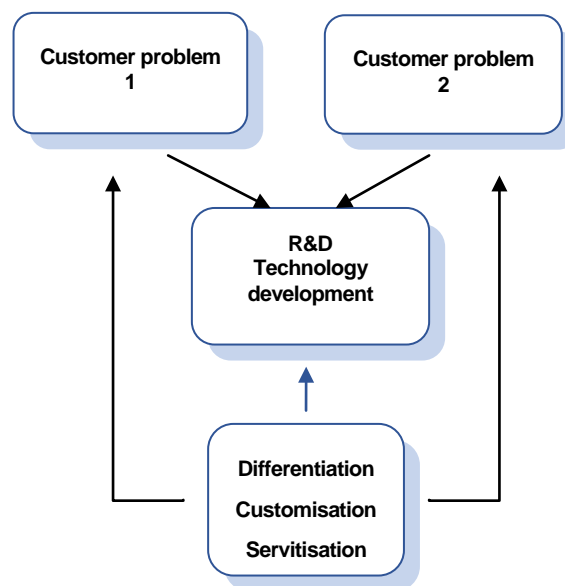 Customer problem
1
Customer problem
2
R&D
Technology
development
Differentiation
Customisation
Servitisation